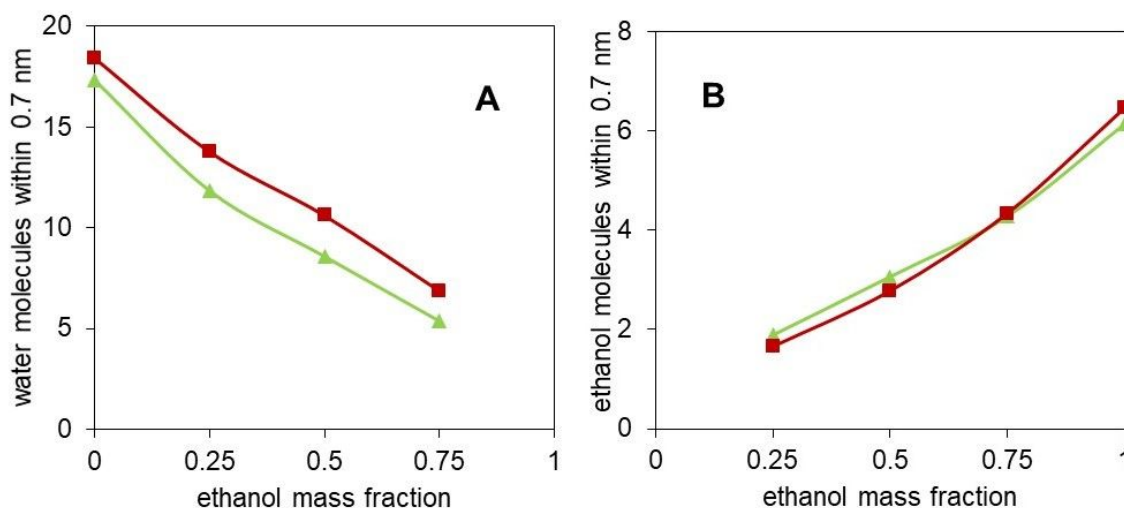 water molecules within 0.7 nm
20
15
10
5
0
A
0 0.25 0.5 0.75 1
ethanol mass fraction
ethanol molecules within 0.7 nm
8
6
4
2
0
B
0 0.25 0.5 0.75 1
ethanol mass fraction